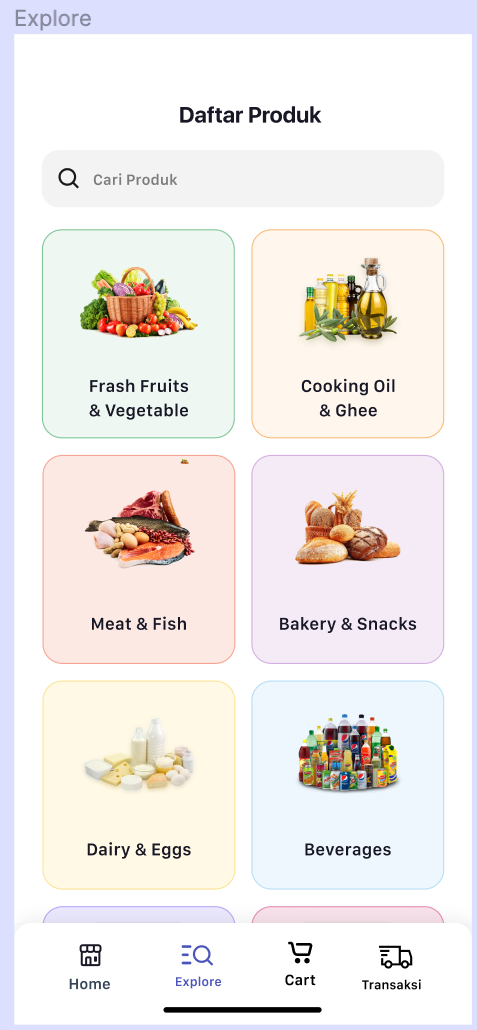 Explore
Daftar Produk
Cari Produk
Frash Fruits
& Vegetable
Cooking Oil
& Ghee
Meat & Fish
Bakery & Snacks
Dairy & Eggs
Beverages
Home
Explore
Cart
Transaksi